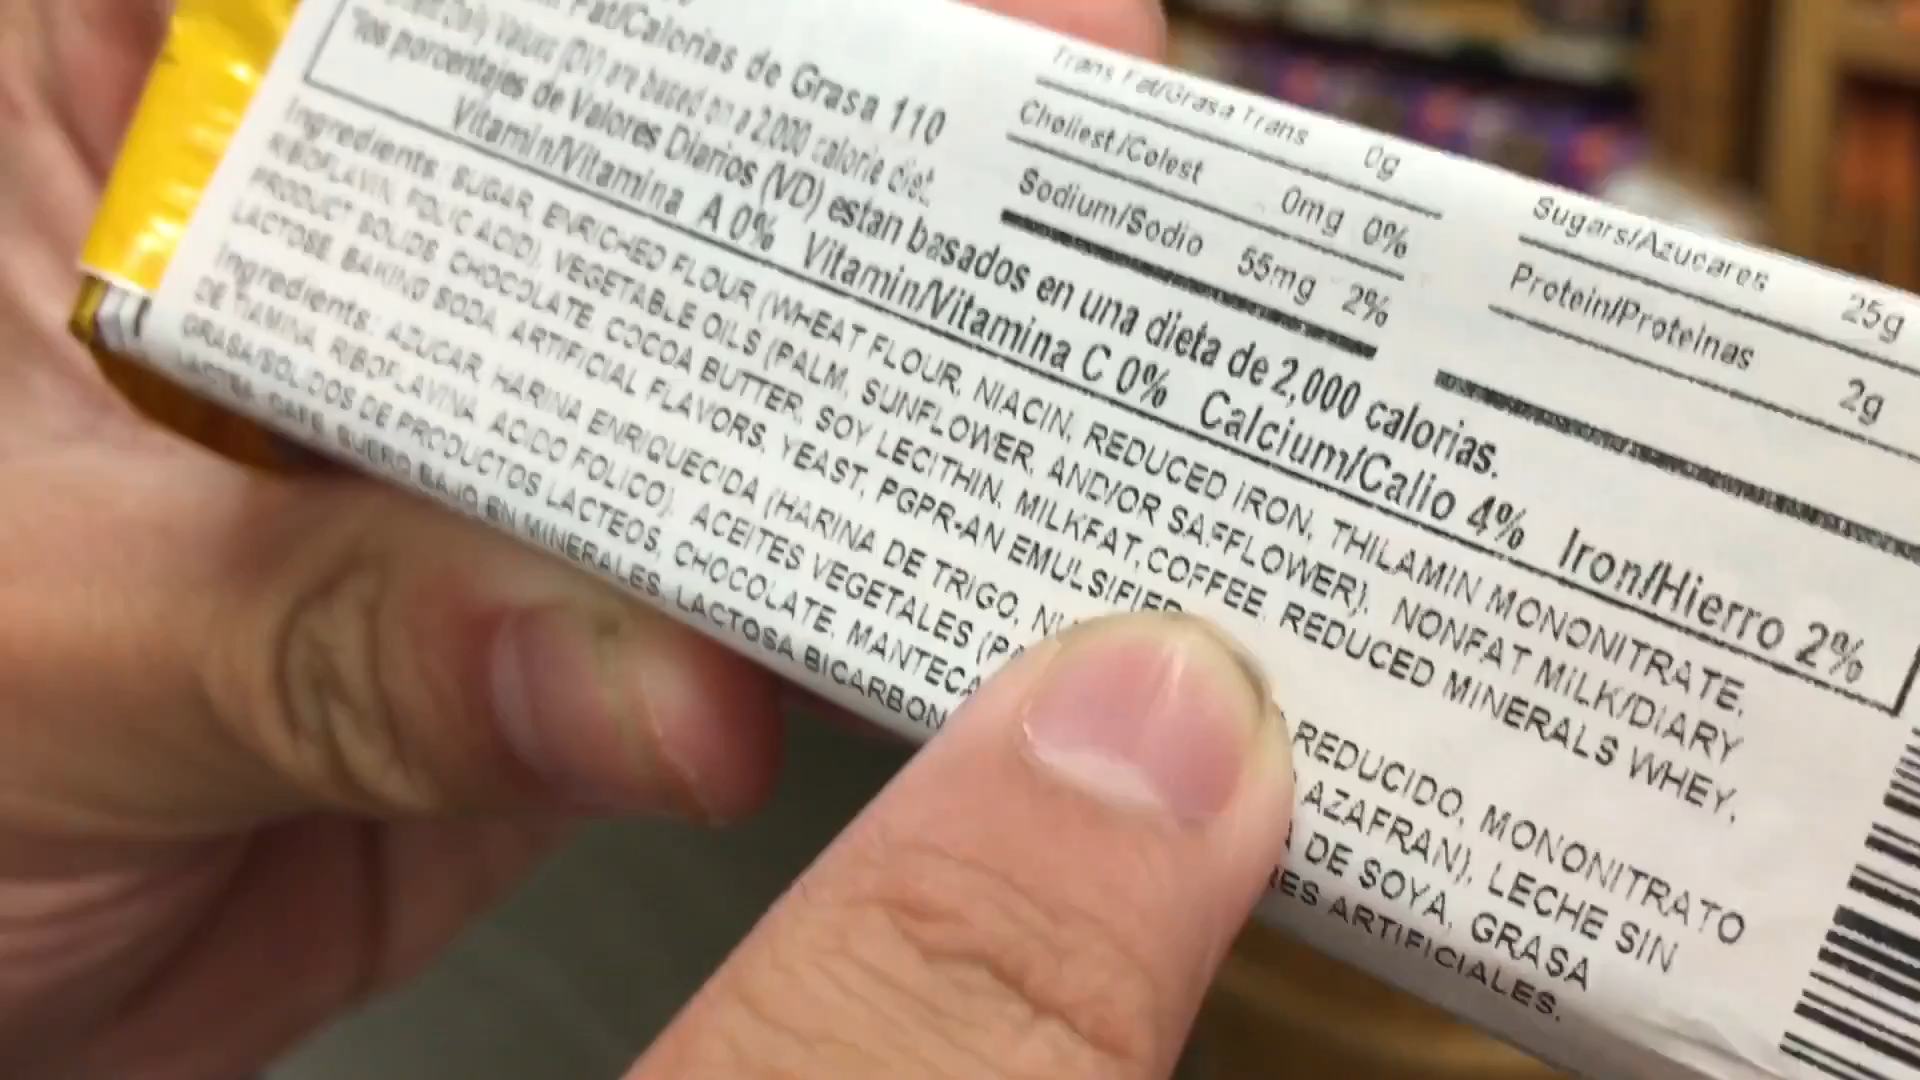 Fat/Calorias de Grasa 110
Daily Values (DV) are based on a 2,000 calorie diet.
*los porcentajes de Valores Diarios (VD) estan basados en una dieta de 2,000 calorias.
Trans Fat/Grasa Trans 0g
Cholest/Colest 0mg 0%
Sodium/Sodio 55mg 2%
Sugars/Azucares 25g
Protein/Proteinas 2g
Vitamin/Vitamina A 0% Vitamin/Vitamina C 0% Calcium/Calio 4% Iron/Hierro 2%
Ingredients: SUGAR, ENRICHED FLOUR (WHEAT FLOUR, NIACIN, REDUCED IRON, THILAMIN MONONITRATE,
RIBOFLAVIN, FOLIC ACID), VEGETABLE OILS (PALM, SUNFLOWER, AND/OR SAFFLOWER), NONFAT MILK/DIARY
PRODUCT SOLIDS, CHOCOLATE, COCOA BUTTER, SOY LECITHIN, MILKFAT, COFFEE, REDUCED MINERALS WHEY,
LACTOSE, BAKING SODA, ARTIFICIAL FLAVORS, YEAST, PGPR-AN EMULSIFIER
Ingredients: AZUCAR, HARINA ENRIQUECIDA (HARINA DE TRIGO, REDUCIDO, MONONITRATO
DE TIAMINA, RIBOFLAVINA, ACIDO FOLICO), ACEITES VEGETALES AZAFRAN), LECHE SIN
GRASA/SOLIDOS DE PRODUCTOS LACTEOS, CHOCOLATE, MANTECA DE SOYA, GRASA
LACTEA, CAFE, SUERO BAJO EN MINERALES, LACTOSA BICARBON ARTIFICIALES.